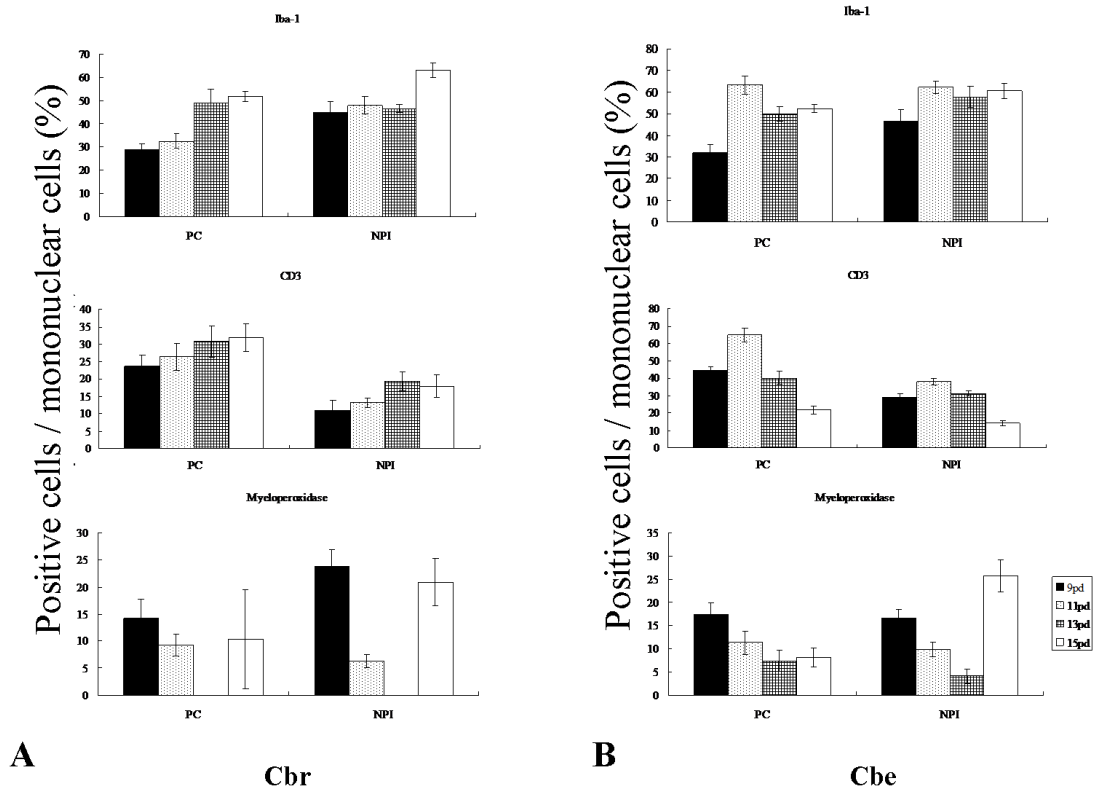 Iba-1
Positive cells / mononuclear cells (%)
70
60
50
40
30
20
10
0
PC
NPI
CD3
40
35
30
25
20
15
10
5
0
PC
NPI
Myeloperoxidase
30
25
20
15
10
5
0
PC
NPI
A
Cbr
Iba-1
Positive cells / mononuclear cells (%)
80
70
60
50
40
30
20
10
0
PC
NPI
CD3
80
70
60
50
40
30
20
10
0
PC
NPI
Myeloperoxidase
35
30
25
20
15
10
5
0
PC
NPI
9pd
11pd
13pd
15pd
B
Cbe